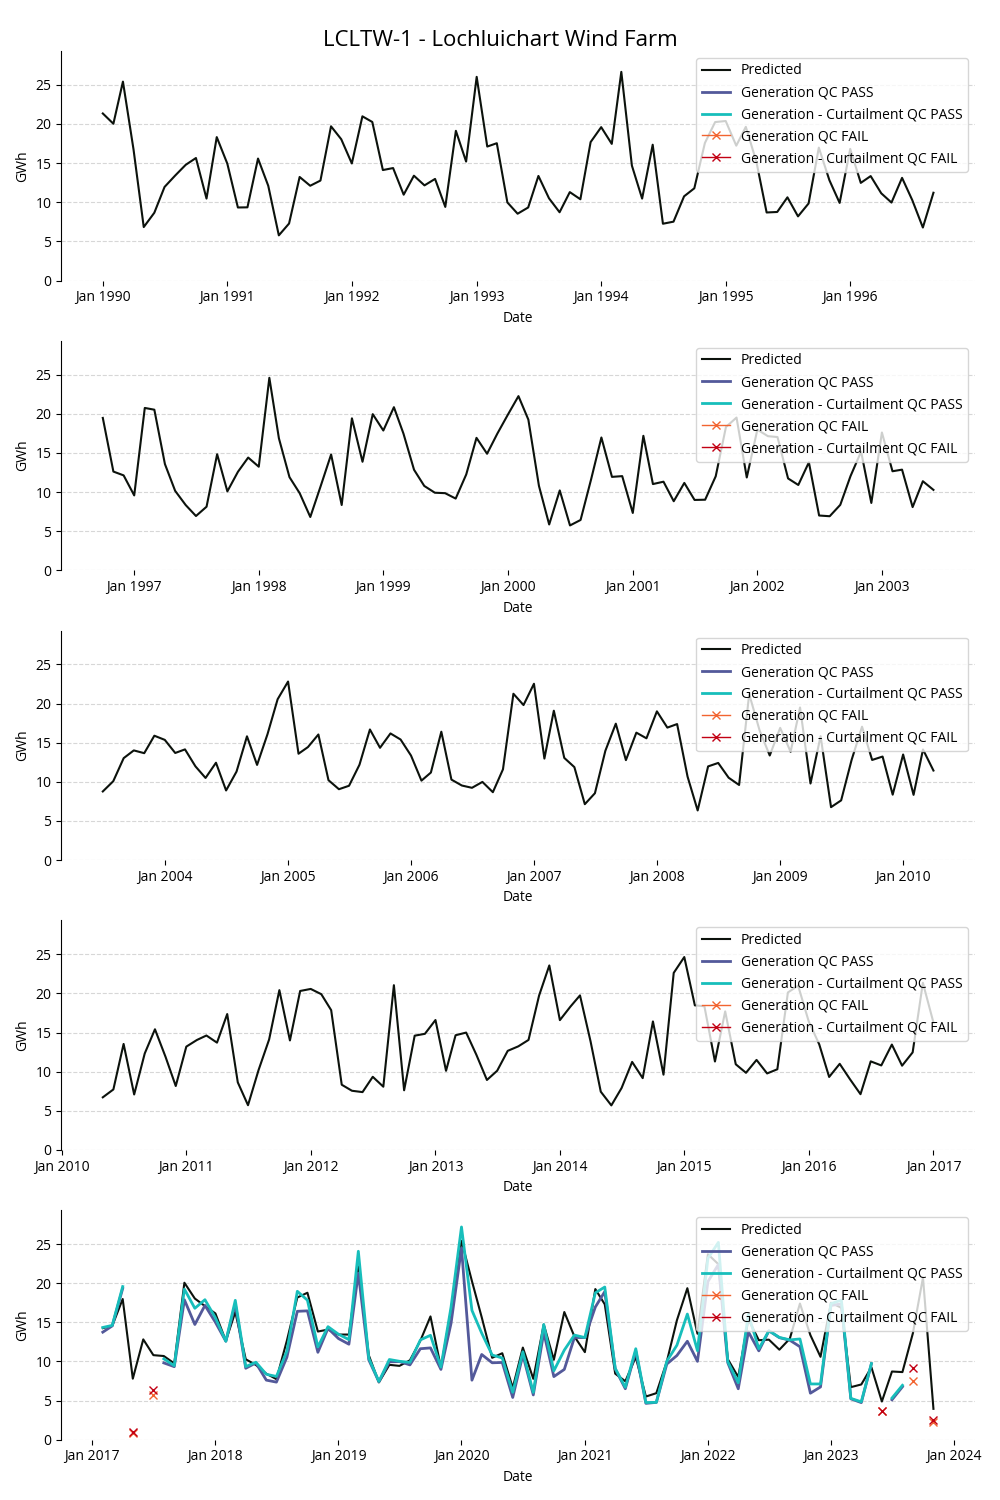 LCLTW-1 - Lochluichart Wind Farm
25
20
15
10
5
0
GWh
Predicted
Generation QC PASS
Generation - Curtailment QC PASS
Generation QC FAIL
Generation - Curtailment QC FAIL
Jan 1990 Jan 1991 Jan 1992 Jan 1993 Jan 1994 Jan 1995 Jan 1996
Date
25
20
15
10
5
0
GWh
Predicted
Generation QC PASS
Generation - Curtailment QC PASS
Generation QC FAIL
Generation - Curtailment QC FAIL
Jan 1997 Jan 1998 Jan 1999 Jan 2000 Jan 2001 Jan 2002 Jan 2003
Date
25
20
15
10
5
0
GWh
Predicted
Generation QC PASS
Generation - Curtailment QC PASS
Generation QC FAIL
Generation - Curtailment QC FAIL
Jan 2004 Jan 2005 Jan 2006 Jan 2007 Jan 2008 Jan 2009 Jan 2010
Date
25
20
15
10
5
0
GWh
Predicted
Generation QC PASS
Generation - Curtailment QC PASS
Generation QC FAIL
Generation - Curtailment QC FAIL
Jan 2010 Jan 2011 Jan 2012 Jan 2013 Jan 2014 Jan 2015 Jan 2016 Jan 2017
Date
25
20
15
10
5
0
GWh
Predicted
Generation QC PASS
Generation - Curtailment QC PASS
Generation QC FAIL
Generation - Curtailment QC FAIL
Jan 2017 Jan 2018 Jan 2019 Jan 2020 Jan 2021 Jan 2022 Jan 2023 Jan 2024
Date